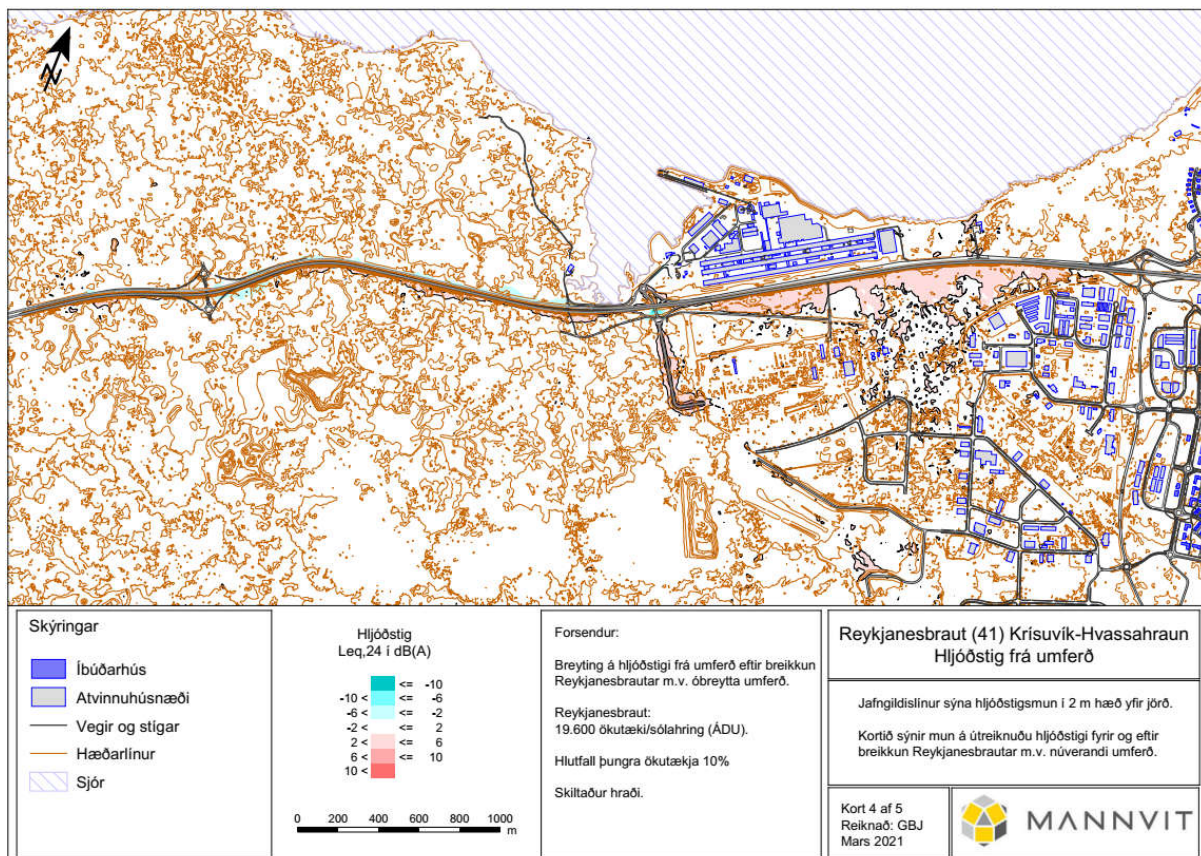 N
Skýringar
Íbúðarhús
Atvinnuhúsnæði
Vegir og stígar
Hæðarlínur
Sjór
Hljóðstig
Leq,24 í dB(A)
<= -10
-10 < <= -6
-6 < <= -2
-2 < <= 2
2 < <= 6
6 < <= 10
10 <
0 200 400 600 800 1000
m
Forsendur:
Breyting á hljóðstigi frá umferð eftir breikkun
Reykjanesbrautar m.v. óbreytta umferð.
Reykjanesbraut:
19.600 ökutæki/sólahring (ÁDU).
Hlutfall þungra ökutækja 10%
Skiltaður hraði.
Reykjanesbraut (41) Krísuvík-Hvassahraun
Hljóðstig frá umferð
Jafngildislínur sýna hljóðstigsmun í 2 m hæð yfir jörð.
Kortið sýnir mun á útreiknuðu hljóðstigi fyrir og eftir
breikkun Reykjanesbrautar m.v. núverandi umferð.
Kort 4 af 5
Reiknað: GBJ
Mars 2021
MANNVIT